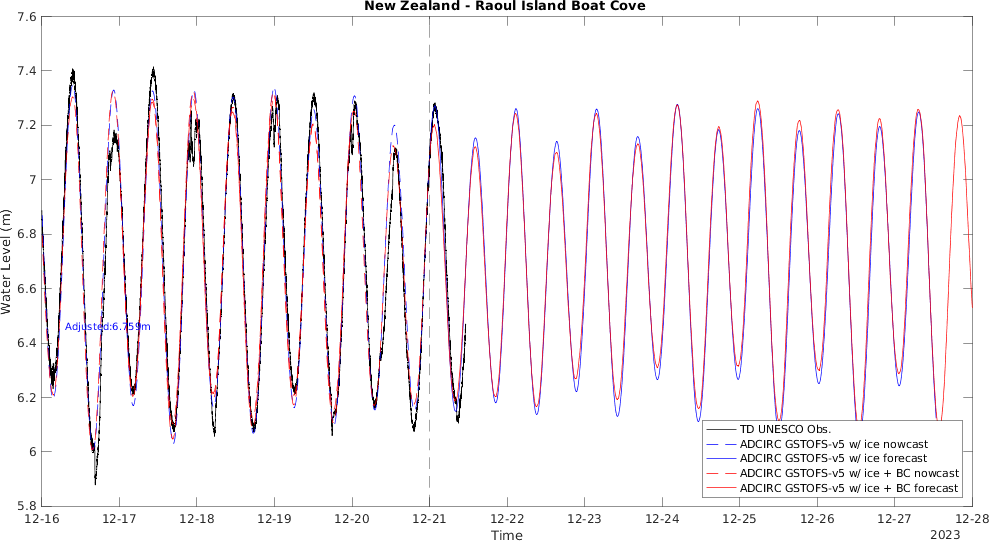 New Zealand - Raoul Island Boat Cove
7.6
7.4
7.2
7
6.8
6.6
6.4
6.2
6
5.8
Water Level (m)
Adjusted:6.759m
TD UNESCO Obs.
ADCIRC GSTOFS-v5 w/ ice nowcast
ADCIRC GSTOFS-v5 w/ ice forecast
ADCIRC GSTOFS-v5 w/ ice + BC nowcast
ADCIRC GSTOFS-v5 w/ ice + BC forecast
12-16 12-17 12-18 12-19 12-20 12-21 12-22 12-23 12-24 12-25 12-26 12-27 12-28
Time
2023